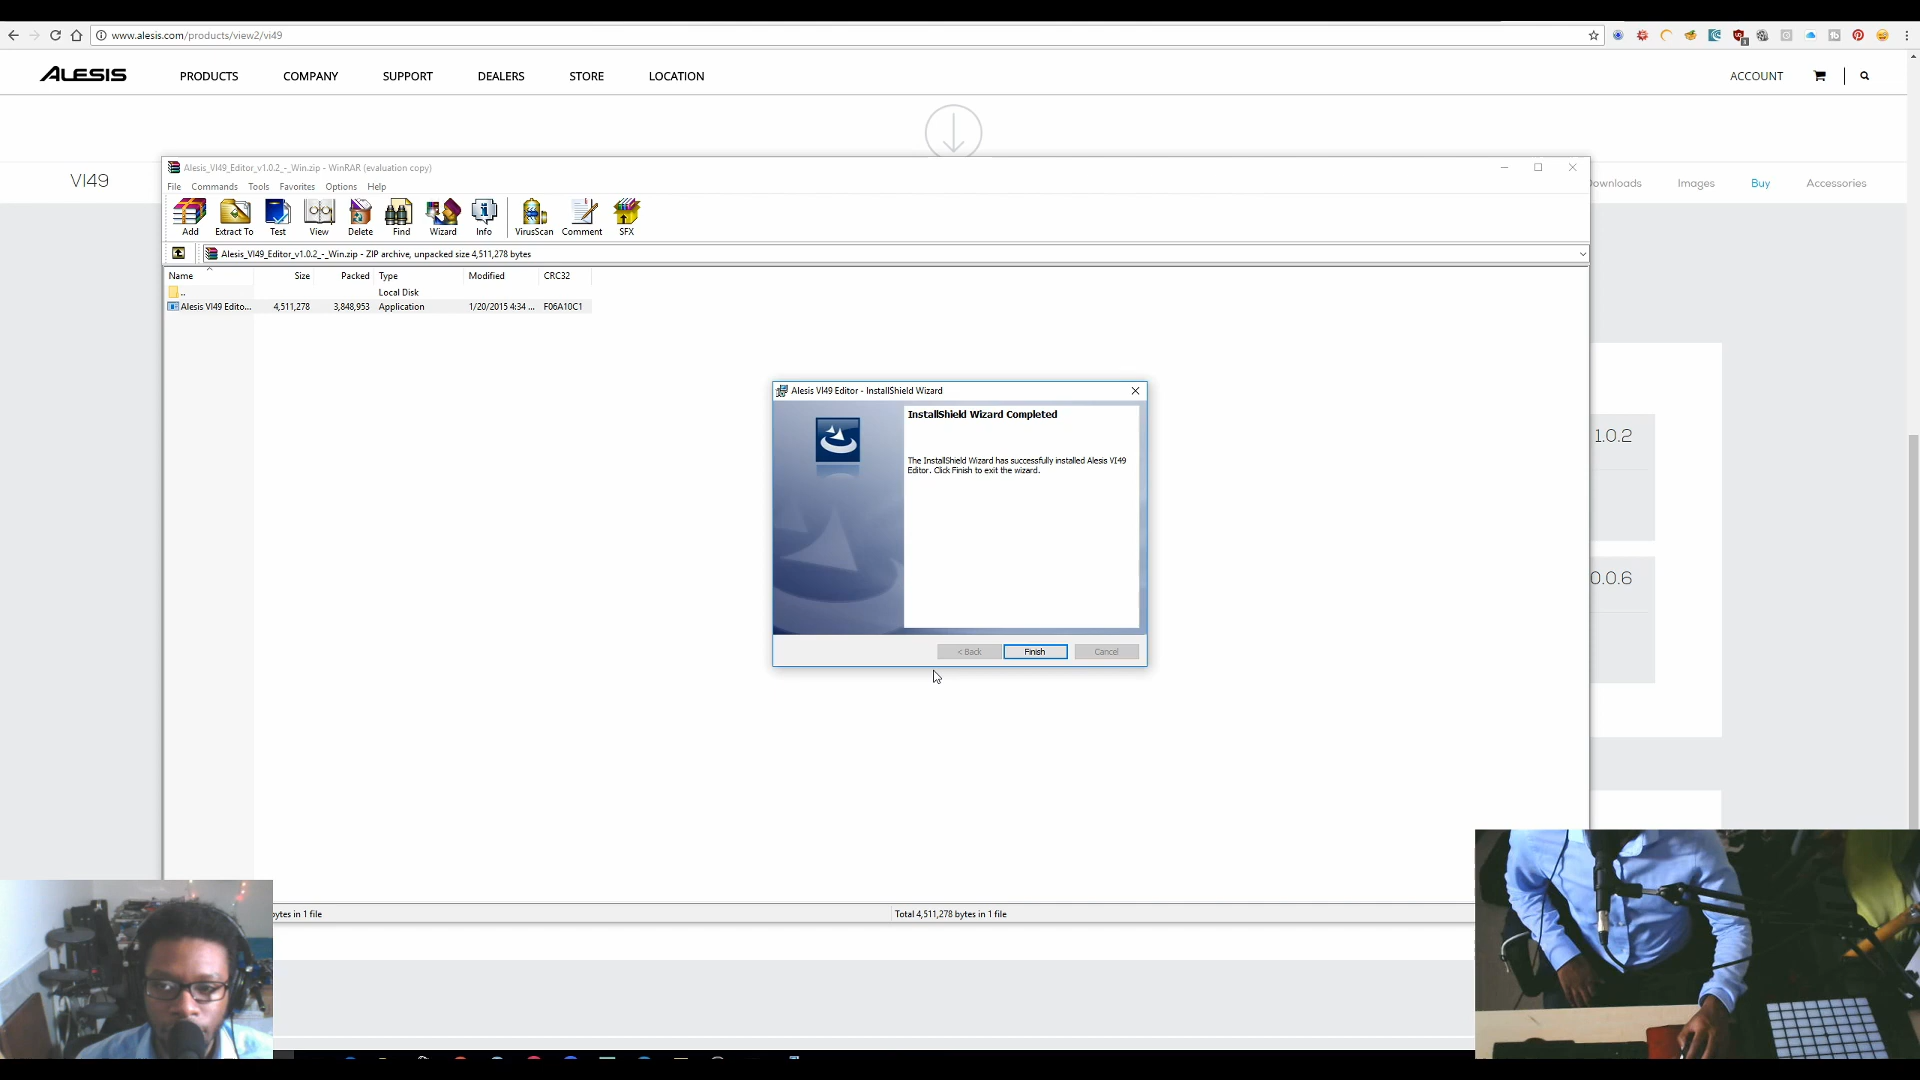 www.alesis.com/products/view2/vi49
ALESIS
PRODUCTS COMPANY SUPPORT DEALERS STORE LOCATION ACCOUNT
VI49
Downloads Images Buy Accessories
Alesis_VI49_Editor_v1.0.2_-_Win.zip - WinRAR (evaluation copy)
File Commands Tools Favorites Options Help
Add Extract To Test View Delete Find Wizard Info VirusScan Comment SFX
Alesis_VI49_Editor_v1.0.2_-_Win.zip - ZIP archive, unpacked size 4,511,278 bytes
Name Size Packed Type Modified CRC32
.. Local Disk
Alesis VI49 Edito... 4,511,278 3,848,953 Application 1/20/2015 4:34 ... F06A10C1
Alesis VI49 Editor - InstallShield Wizard
InstallShield Wizard Completed
The InstallShield Wizard has successfully installed Alesis VI49
Editor. Click Finish to exit the wizard.
1.0.2
0.0.6
< Back Finish Cancel
bytes in 1 file
Total 4,511,278 bytes in 1 file